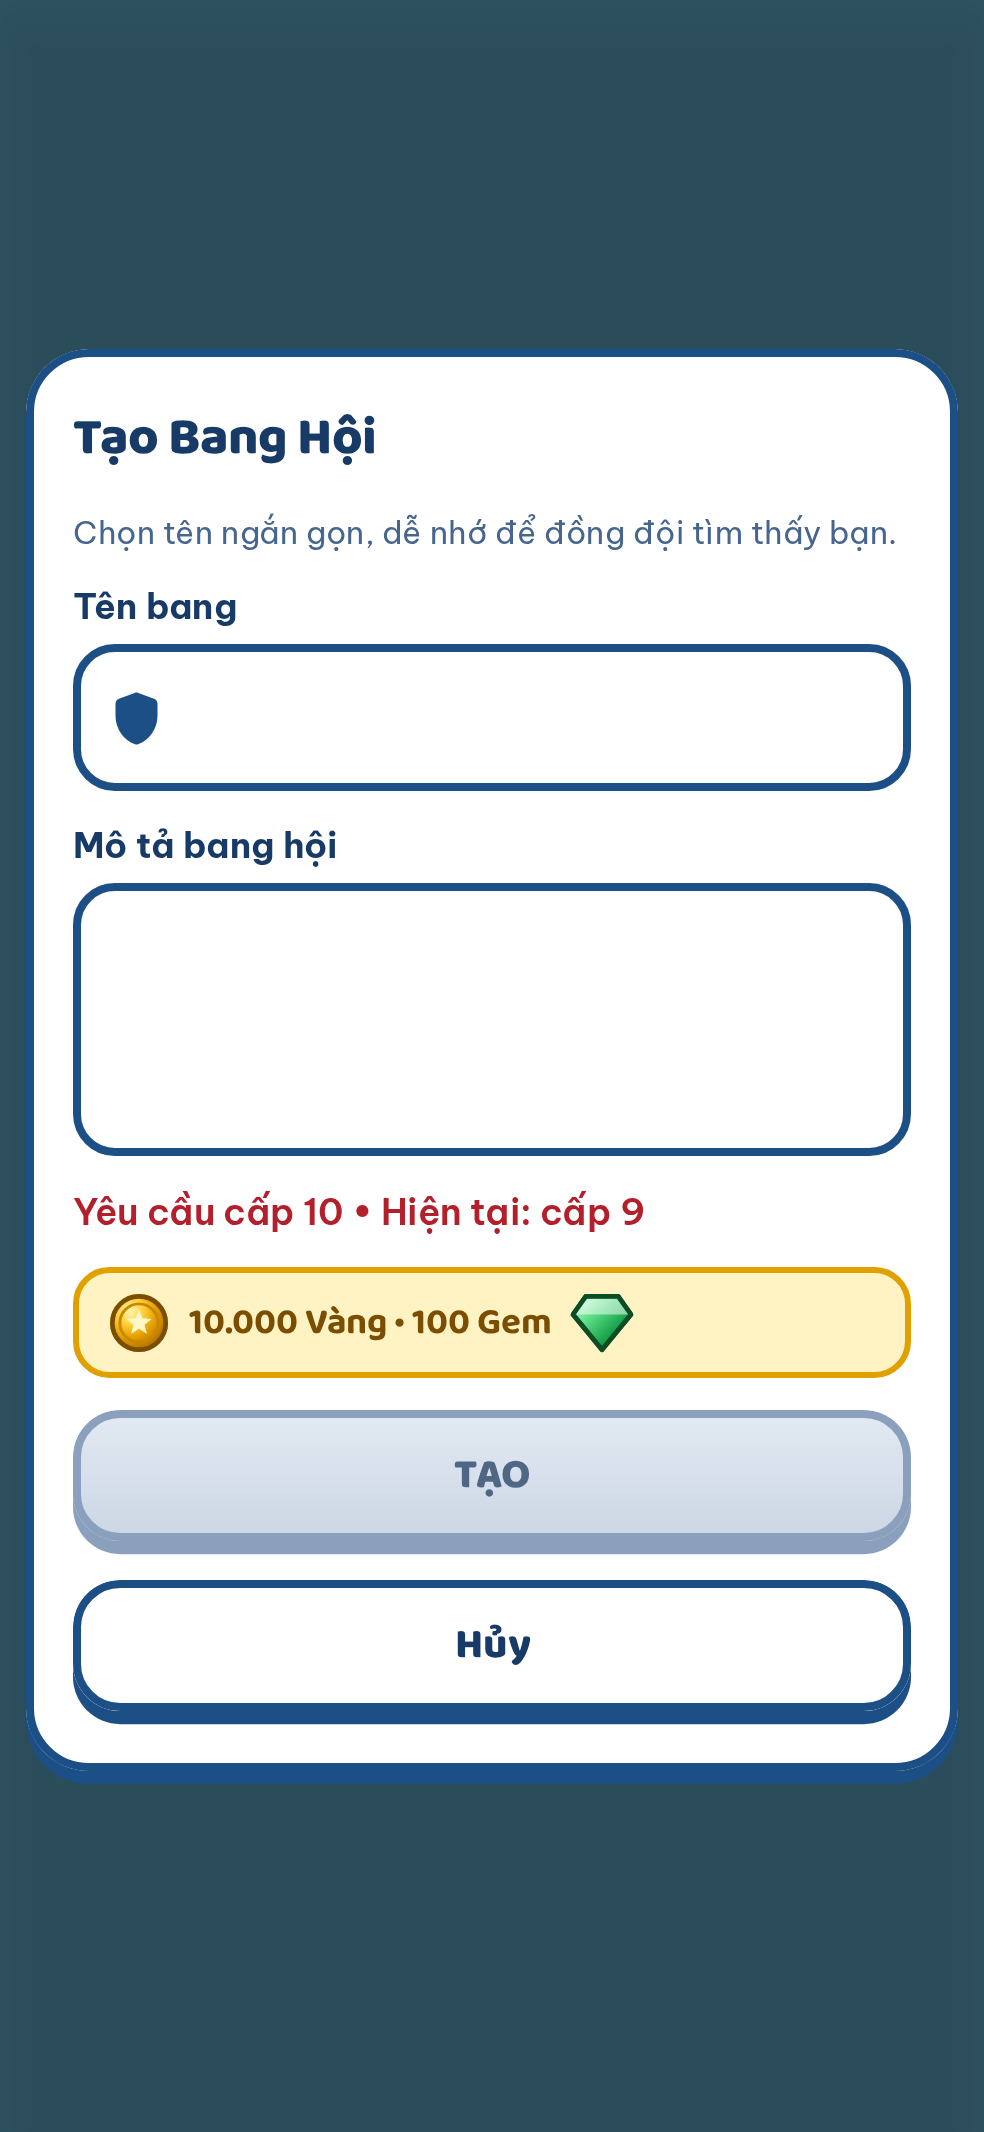 Tạo Bang Hội
Chọn tên ngắn gọn, dễ nhớ để đồng đội tìm thấy bạn.
Tên bang
Mô tả bang hội
Yêu cầu cấp 10 • Hiện tại: cấp 9
10.000 Vàng • 100 Gem
TẠO
Hủy